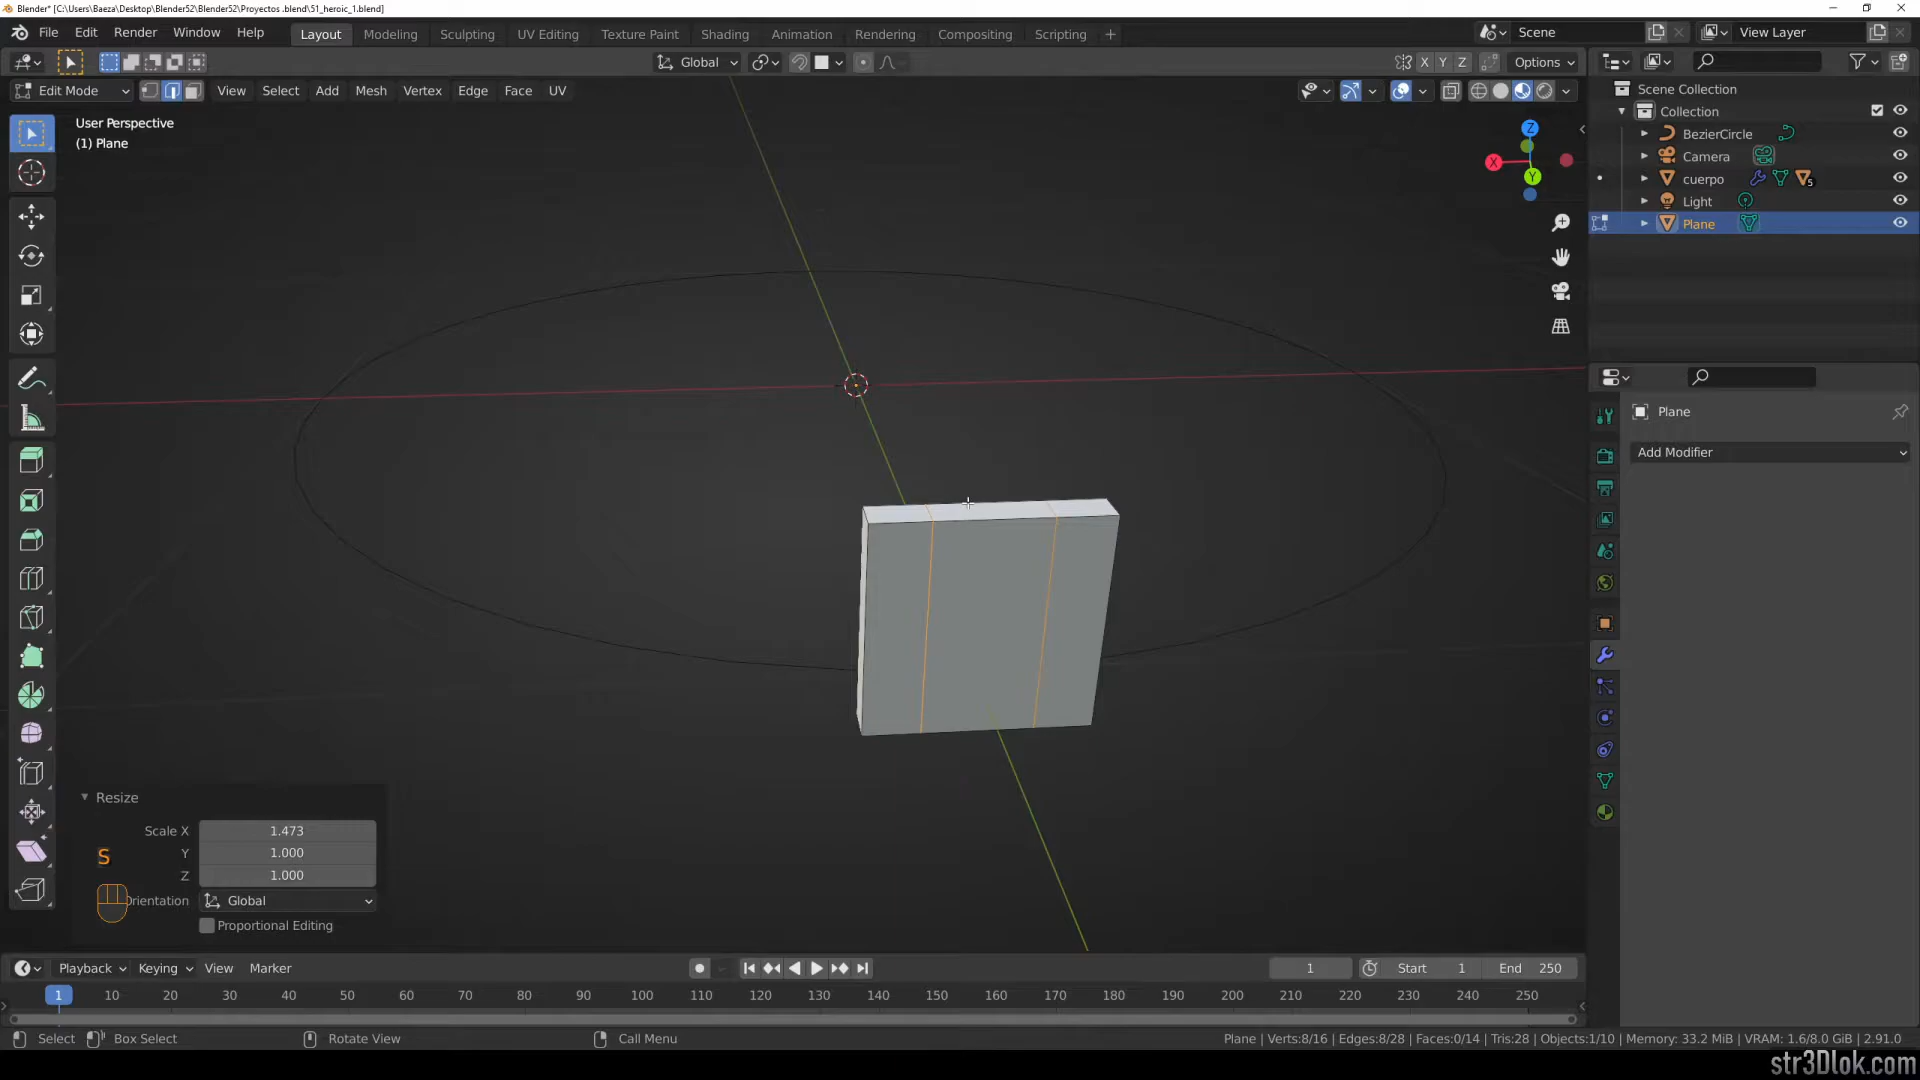 Blender* [C:\Users\Baeza\Desktop\Blender52\Blender52\Proyectos .blend\51_heroic_1.blend]
File Edit Render Window Help Layout Modeling Sculpting UV Editing Texture Paint Shading Animation Rendering Compositing Scripting + Scene View Layer
Global Options
X Y Z
Edit Mode View Select Add Mesh Vertex Edge Face UV
User Perspective
(1) Plane
Z
X
Y
Scene Collection
Collection
BezierCircle
Camera
cuerpo 5
Light
Plane
Plane
Add Modifier
Resize
Scale X 1.473
Y 1.000
Z 1.000
S
Orientation Global
Proportional Editing
Playback Keying View Marker 1 Start 1 End 250
1 10 20 30 40 50 60 70 80 90 100 110 120 130 140 150 160 170 180 190 200 210 220 230 240 250
Select Box Select Rotate View Call Menu Plane | Verts:8/16 | Edges:8/28 | Faces:0/14 | Tris:28 | Objects:1/10 | Memory: 33.2 MiB | VRAM: 1.6/8.0 GiB | 2.91.0
str3Dlok.com